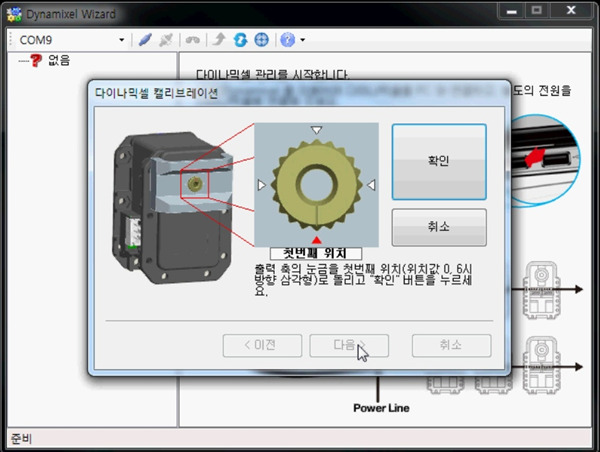 Dynamixel Wizard
COM9
없음
다이나믹셀 관리를 시작합니다.
도의 전원을
다이나믹셀 캘리브레이션
확인
취소
첫번째 위치
출력 축의 눈금을 첫번째 위치(위치값 0, 6시
방향 삼각형)로 돌리고 "확인" 버튼을 누르세
요.
< 이전
다음 >
취소
Power Line
준비